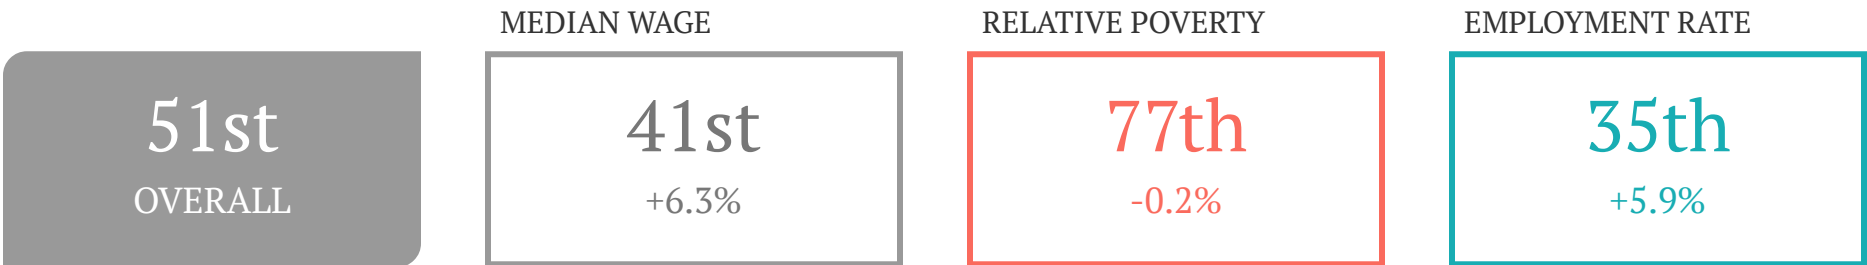 51st
OVERALL
MEDIAN WAGE
41st
+6.3%
RELATIVE POVERTY
77th
-0.2%
EMPLOYMENT RATE
35th
+5.9%